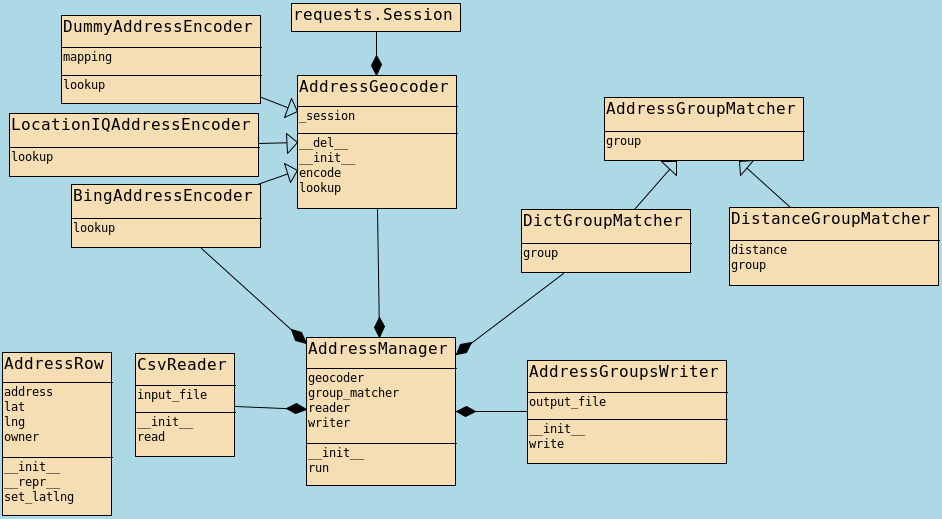 DummyAddressEncoder
mapping
lookup
requests.Session
LocationIQAddressEncoder
lookup
BingAddressEncoder
lookup
AddressGeocoder
_session
__del__
__init__
encode
lookup
AddressGroupMatcher
group
DictGroupMatcher
group
DistanceGroupMatcher
distance
group
AddressRow
address
lat
lng
owner
__init__
__repr__
set_latlng
CsvReader
input_file
__init__
read
AddressManager
geocoder
group_matcher
reader
writer
__init__
run
AddressGroupsWriter
output_file
__init__
write